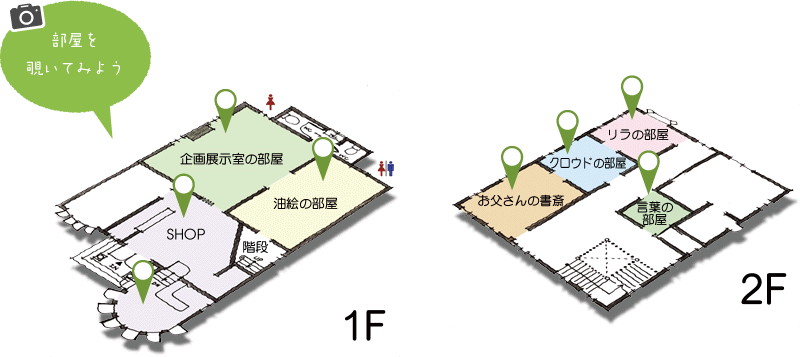 部屋を
覗いてみよう
企画展示室の部屋
油絵の部屋
SHOP
階段
1F
リラの部屋
クロウドの部屋
お父さんの書斎
言葉の
部屋
2F